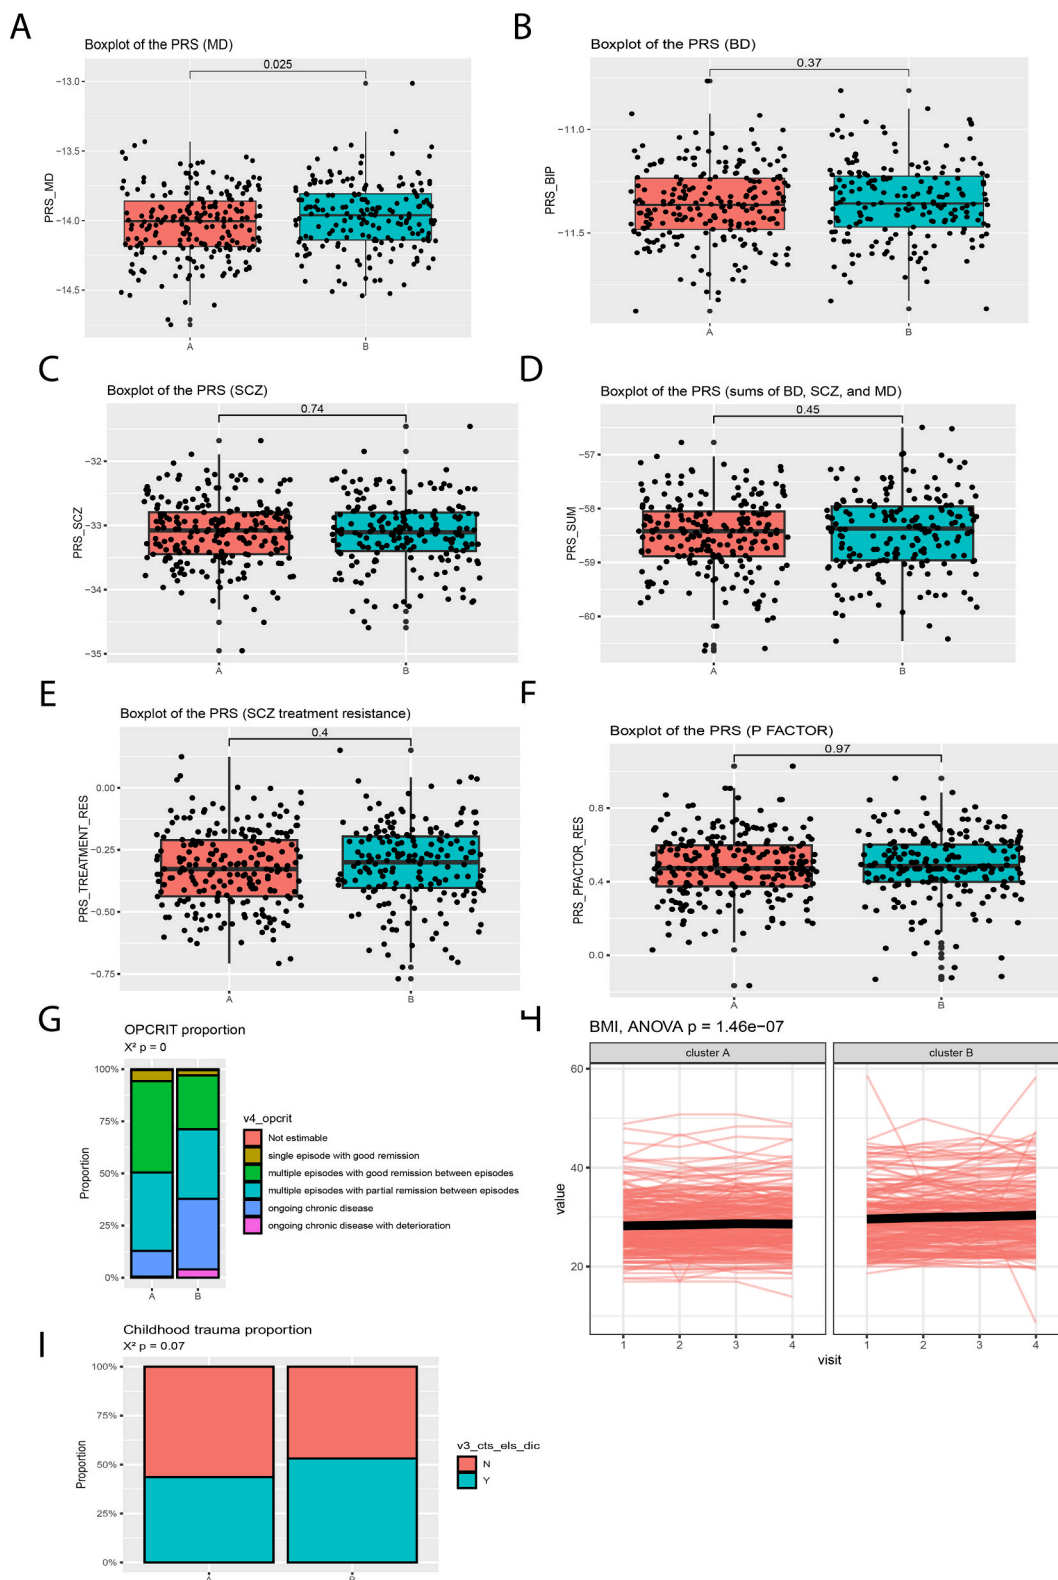 A
Boxplot of the PRS (MD)
0.025
PRS_MD
−13.0
−13.5
−14.0
−14.5
A
B
B
Boxplot of the PRS (BD)
0.37
PRS_BIP
−11.0
−11.5
A
B
C
Boxplot of the PRS (SCZ)
0.74
PRS_SCZ
−32
−33
−34
−35
A
B
D
Boxplot of the PRS (sums of BD, SCZ, and MD)
0.45
PRS_SUM
−57
−58
−59
−60
A
B
E
Boxplot of the PRS (SCZ treatment resistance)
0.4
PRS_TREATMENT_RES
0.00
−0.25
−0.50
−0.75
A
B
F
Boxplot of the PRS (P FACTOR)
0.97
PRS_PFACTOR_RES
0.8
0.4
0.0
A
B
G
OPCRIT proportion
X² p = 0
Proportion
100%
75%
50%
25%
0%
A
B
v4_opcrit
Not estimable
single episode with good remission
multiple episodes with good remission between episodes
multiple episodes with partial remission between episodes
ongoing chronic disease
ongoing chronic disease with deterioration
H
BMI, ANOVA p = 1.46e−07
cluster A
cluster B
value
60
40
20
1 2 3 4
1 2 3 4
visit
I
Childhood trauma proportion
X² p = 0.07
Proportion
100%
75%
50%
25%
0%
A
B
v3_cts_els_dic
N
Y